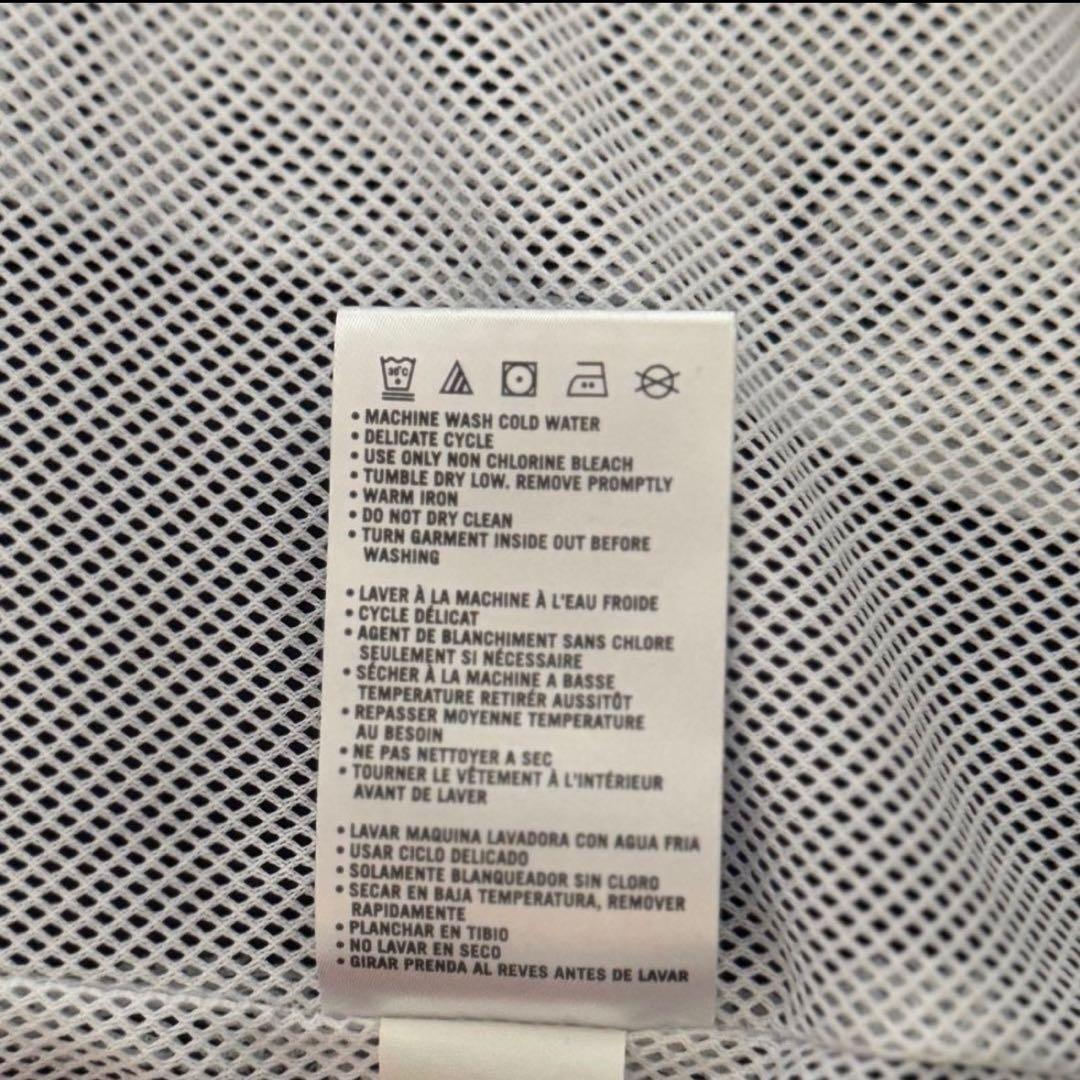 30°C
• MACHINE WASH COLD WATER
• DELICATE CYCLE
• USE ONLY NON CHLORINE BLEACH
• TUMBLE DRY LOW, REMOVE PROMPTLY
• WARM IRON
• DO NOT DRY CLEAN
• TURN GARMENT INSIDE OUT BEFORE
WASHING
• LAVER À LA MACHINE À L'EAU FROIDE
• CYCLE DÉLICAT
• AGENT DE BLANCHIMENT SANS CHLORE
SEULEMENT SI NÉCESSAIRE
• SÉCHER À LA MACHINE A BASSE
TEMPERATURE RETIRÉR AUSSITÔT
• REPASSER MOYENNE TEMPERATURE
AU BESOIN
• NE PAS NETTOYER A SEC
• TOURNER LE VÊTEMENT À L'INTÉRIEUR
AVANT DE LAVER
• LAVAR MAQUINA LAVADORA CON AGUA FRIA
• USAR CICLO DELICADO
• SOLAMENTE BLANQUEADOR SIN CLORO
• SECAR EN BAJA TEMPERATURA, REMOVER
RAPIDAMENTE
• PLANCHAR EN TIBIO
• NO LAVAR EN SECO
• GIRAR PRENDA AL REVES ANTES DE LAVAR